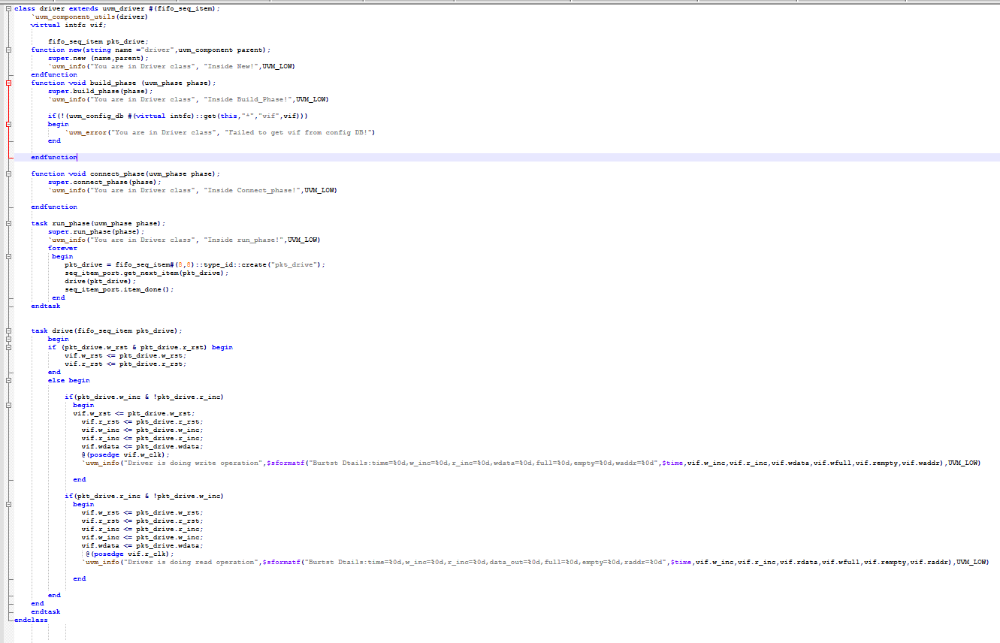 class driver extends uvm_driver #(fifo_seq_item);
`uvm_component_utils(driver)
virtual intfc vif;
fifo_seq_item pkt_drive;
function new(string name ="driver",uvm_component parent);
super.new (name,parent);
`uvm_info("You are in Driver class", "Inside New!",UVM_LOW)
endfunction
function void build_phase (uvm_phase phase);
super.build_phase(phase);
`uvm_info("You are in Driver class", "Inside Build_Phase!",UVM_LOW)
if(!(uvm_config_db #(virtual intfc)::get(this,"*","vif",vif)))
begin
`uvm_error("You are in Driver class", "Failed to get vif from config DB!")
end
endfunction
function void connect_phase(uvm_phase phase);
super.connect_phase(phase);
`uvm_info("You are in Driver class", "Inside Connect_phase!",UVM_LOW)
endfunction
task run_phase(uvm_phase phase);
super.run_phase(phase);
`uvm_info("You are in Driver class", "Inside run_phase!",UVM_LOW)
forever
begin
pkt_drive = fifo_seq_item#(8,8)::type_id::create("pkt_drive");
seq_item_port.get_next_item(pkt_drive);
drive(pkt_drive);
seq_item_port.item_done();
end
endtask
task drive(fifo_seq_item pkt_drive);
begin
if (pkt_drive.w_rst & pkt_drive.r_rst) begin
vif.w_rst <= pkt_drive.w_rst;
vif.r_rst <= pkt_drive.r_rst;
end
else begin
if(pkt_drive.w_inc & !pkt_drive.r_inc)
begin
vif.w_rst <= pkt_drive.w_rst;
vif.r_rst <= pkt_drive.r_rst;
vif.w_inc <= pkt_drive.w_inc;
vif.r_inc <= pkt_drive.r_inc;
vif.wdata <= pkt_drive.wdata;
@(posedge vif.w_clk);
`uvm_info("Driver is doing write operation",$sformatf("Burtst Dtails:time=%0d,w_inc=%0d,r_inc=%0d,wdata=%0d,full=%0d,empty=%0d,waddr=%0d",$time,vif.w_inc,vif.r_inc,vif.wdata,vif.wfull,vif.rempty,vif.waddr),UVM_LOW)
end
if(pkt_drive.r_inc & !pkt_drive.w_inc)
begin
vif.w_rst <= pkt_drive.w_rst;
vif.r_rst <= pkt_drive.r_rst;
vif.r_inc <= pkt_drive.r_inc;
vif.w_inc <= pkt_drive.w_inc;
vif.wdata <= pkt_drive.wdata;
@(posedge vif.r_clk);
`uvm_info("Driver is doing read operation",$sformatf("Burtst Dtails:time=%0d,w_inc=%0d,r_inc=%0d,data_out=%0d,full=%0d,empty=%0d,raddr=%0d",$time,vif.w_inc,vif.r_inc,vif.rdata,vif.wfull,vif.rempty,vif.raddr),UVM_LOW)
end
end
end
endtask
endclass